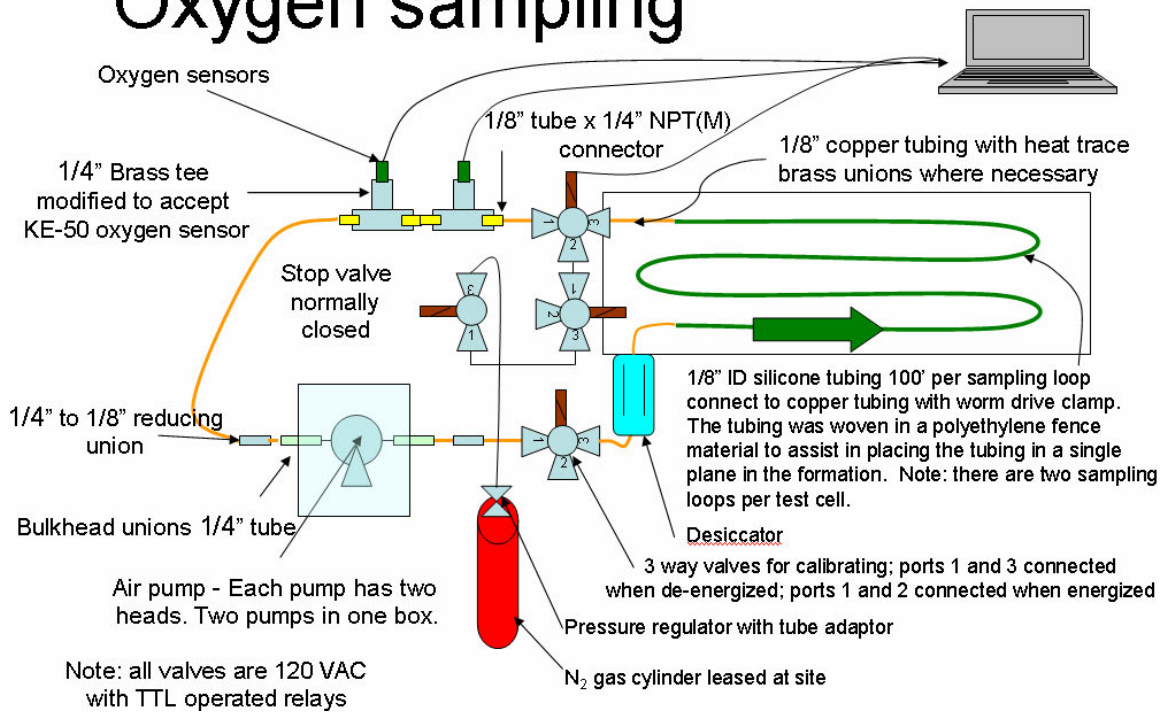 Oxygen sampling
Oxygen sensors
1/8” tube x 1/4” NPT(M)
connector
1/8” copper tubing with heat trace
brass unions where necessary
1/4” Brass tee
modified to accept
KE-50 oxygen sensor
1
2
3
Stop valve
normally
closed
3
1
1
2
3
1/4” to 1/8” reducing
union
1
2
3
1/8” ID silicone tubing 100’ per sampling loop
connect to copper tubing with worm drive clamp.
The tubing was woven in a polyethylene fence
material to assist in placing the tubing in a single
plane in the formation.  Note: there are two sampling
loops per test cell.
Bulkhead unions 1/4” tube
Desiccator
3 way valves for calibrating; ports 1 and 3 connected
when de-energized; ports 1 and 2 connected when energized
Air pump - Each pump has two
heads. Two pumps in one box.
Pressure regulator with tube adaptor
N₂ gas cylinder leased at site
Note: all valves are 120 VAC
with TTL operated relays